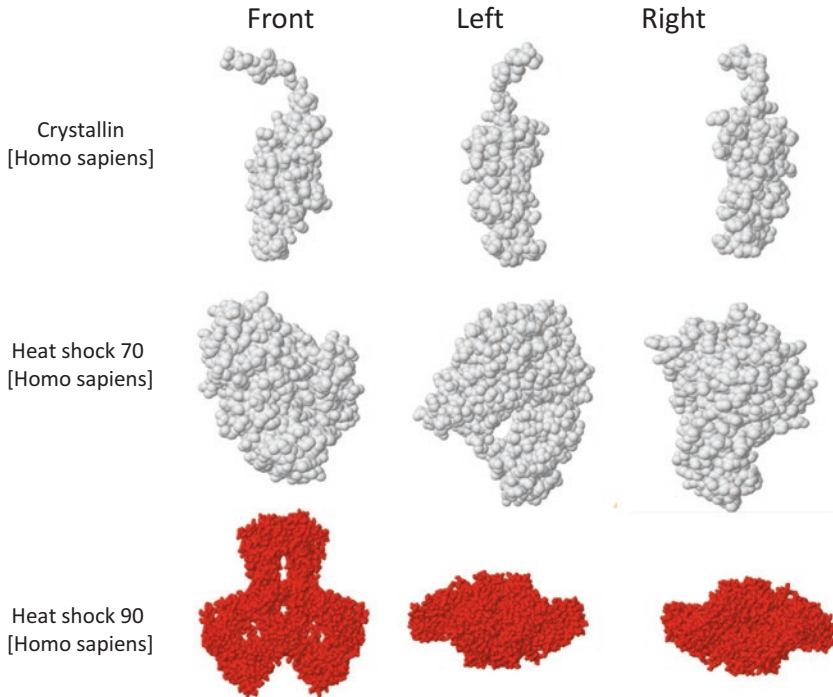 Front Left Right
Crystallin
[Homo sapiens]
Heat shock 70
[Homo sapiens]
Heat shock 90
[Homo sapiens]